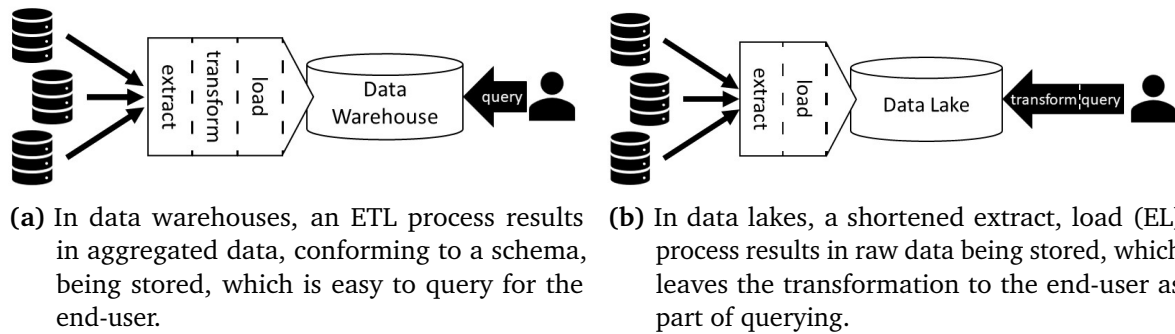 extract
transform
load
Data
Warehouse
query
(a) In data warehouses, an ETL process results
in aggregated data, conforming to a schema,
being stored, which is easy to query for the
end-user.
extract
load
Data Lake
transform query
(b) In data lakes, a shortened extract, load (EL)
process results in raw data being stored, which
leaves the transformation to the end-user as
part of querying.